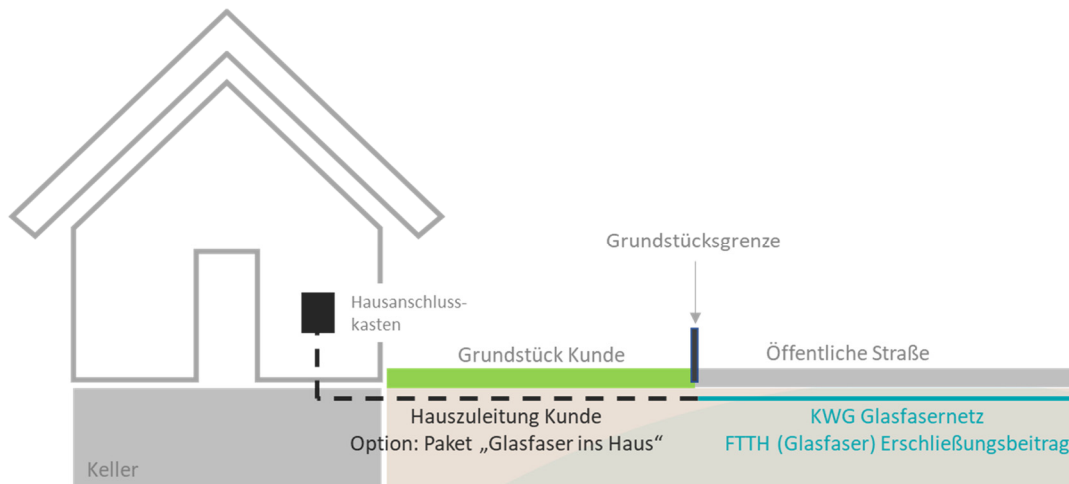 Grundstücksgrenze
Hausanschluss-
kasten
Grundstück Kunde
Öffentliche Straße
Hauszuleitung Kunde
Option: Paket „Glasfaser ins Haus“
KWG Glasfasernetz
FTTH (Glasfaser) Erschließungsbeitrag
Keller